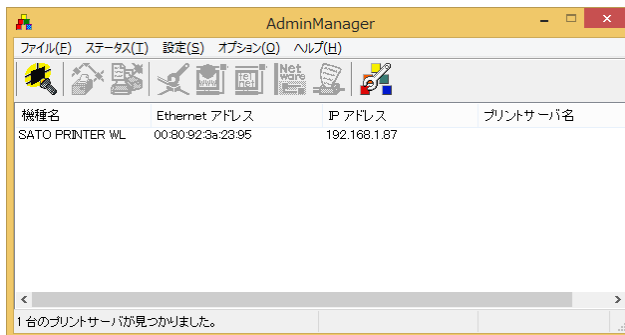 AdminManager
ファイル(F) ステータス(T) 設定(S) オプション(O) ヘルプ(H)
tel net Net ware
機種名 Ethernet アドレス IP アドレス プリントサーバ名
SATO PRINTER WL 00:80:92:3a:23:95 192.168.1.87
1 台のプリントサーバが見つかりました。